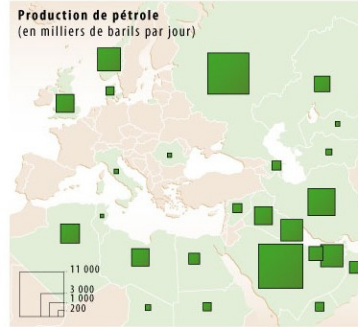 Production de pétrole
(en milliers de barils par jour)
11 000
3 000
1 000
200